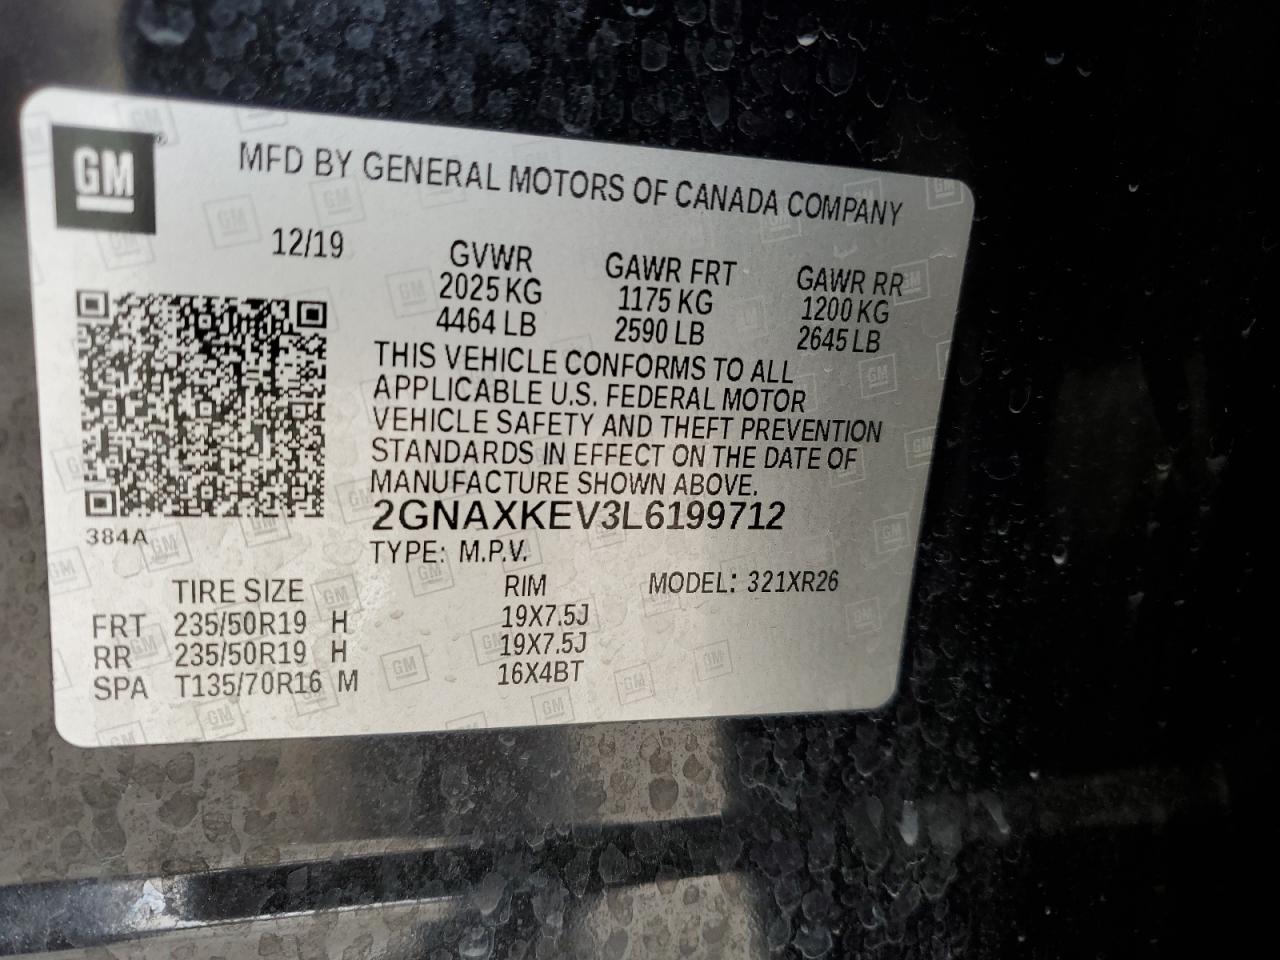 GM
MFD BY GENERAL MOTORS OF CANADA COMPANY
12/19
GVWR GAWR FRT GAWR RR
2025 KG 1175 KG 1200 KG
4464 LB 2590 LB 2645 LB
THIS VEHICLE CONFORMS TO ALL
APPLICABLE U.S. FEDERAL MOTOR
VEHICLE SAFETY AND THEFT PREVENTION
STANDARDS IN EFFECT ON THE DATE OF
MANUFACTURE SHOWN ABOVE.
2GNAXKEV3L6199712
384A
TYPE: M.P.V.
TIRE SIZE RIM MODEL: 321XR26
FRT 235/50R19 H 19X7.5J
RR 235/50R19 H 19X7.5J
SPA T135/70R16 M 16X4BT